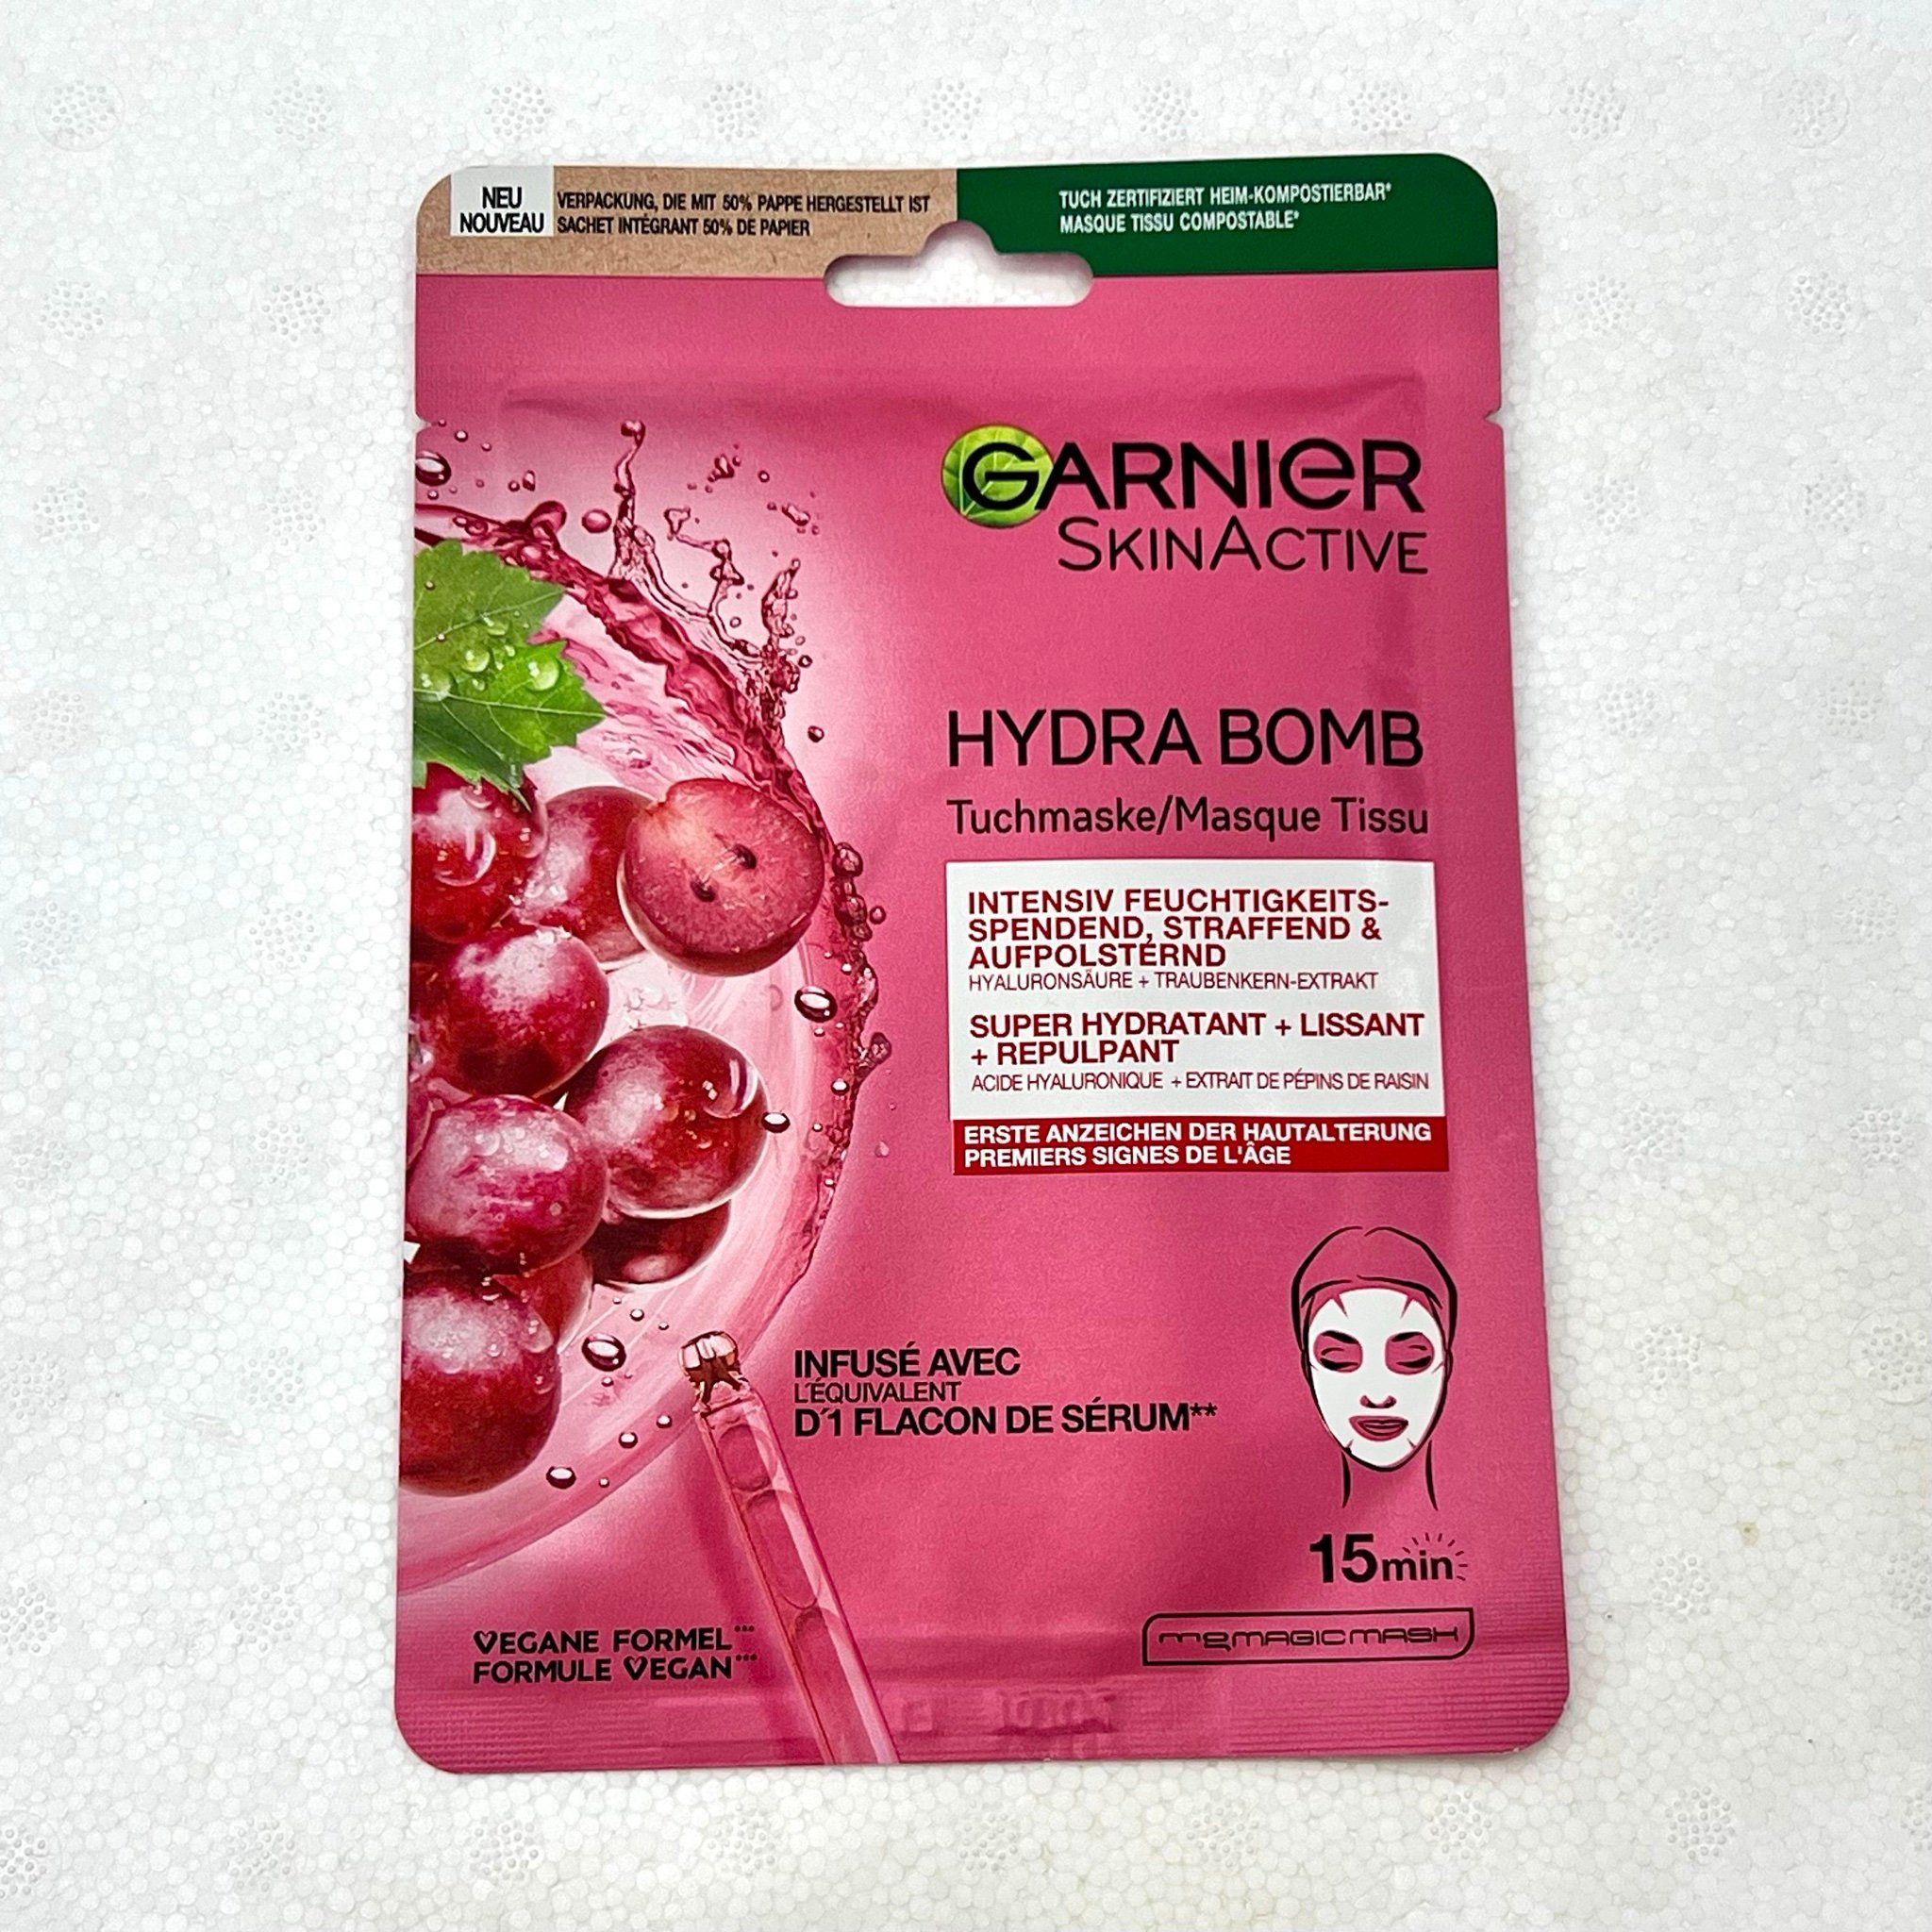 NEU
NOUVEAU
VERPACKUNG, DIE MIT 50% PAPPE HERGESTELLT IST
SACHET INTÉGRANT 50% DE PAPIER
TUCH ZERTIFIZIERT HEIM-KOMPOSTIERBAR*
MASQUE TISSU COMPOSTABLE*
GARNIER
SKINACTIVE
HYDRA BOMB
Tuchmaske/Masque Tissu
INTENSIV FEUCHTIGKEITS-
SPENDEND, STRAFFEND &
AUFPOLSTERND
HYALURONSÄURE + TRAUBENKERN-EXTRAKT
SUPER HYDRATANT + LISSANT
+ REPULPANT
ACIDE HYALURONIQUE + EXTRAIT DE PÉPINS DE RAISIN
ERSTE ANZEICHEN DER HAUTALTERUNG
PREMIERS SIGNES DE L'ÂGE
INFUSÉ AVEC
L'ÉQUIVALENT
D'1 FLACON DE SÉRUM**
15min
VEGANE FORMEL***
FORMULE VEGAN***
MAGIC MASK